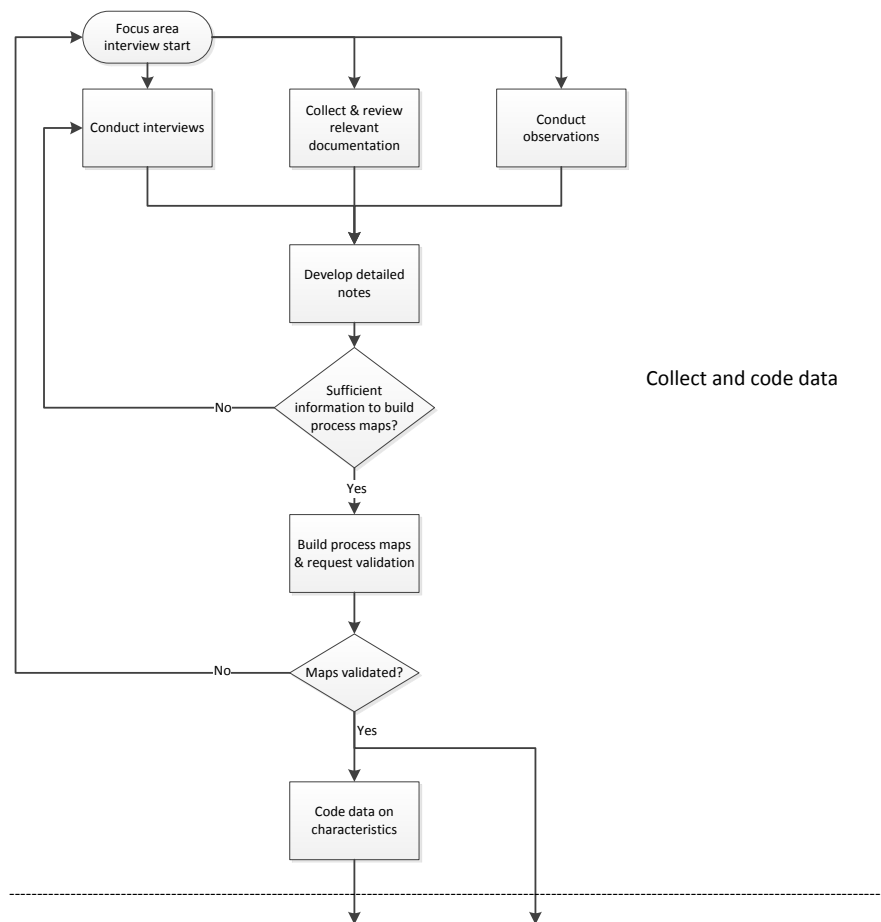 Focus area
interview start
Conduct interviews
Collect & review
relevant
documentation
Conduct
observations
Develop detailed
notes
Sufficient
information to build
process maps?
Collect and code data
No
Yes
Build process maps
& request validation
Maps validated?
No
Yes
Code data on
characteristics